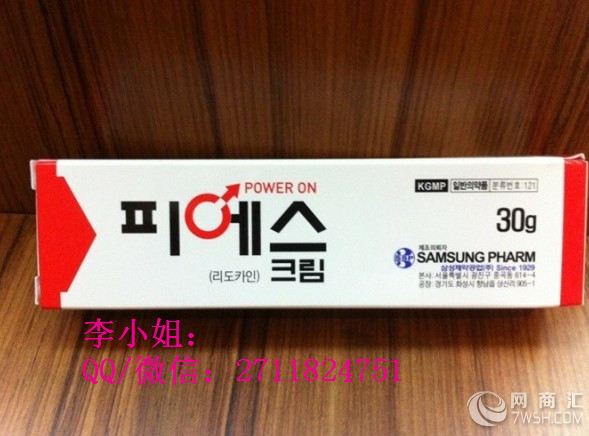 POWER ON
피에스
(리도카인) 크림
KGMP 일반의약품 분류번호 : 121
30g
제조의뢰자
SAMSUNG PHARM
삼성제약공업(주) Since 1929
본사: 서울특별시 광진구 중곡동 614-4
공장: 경기도 화성시 향남읍 상신리 905-1
李小姐：
QQ/微信：2711824751
网商汇
7WSH.COM